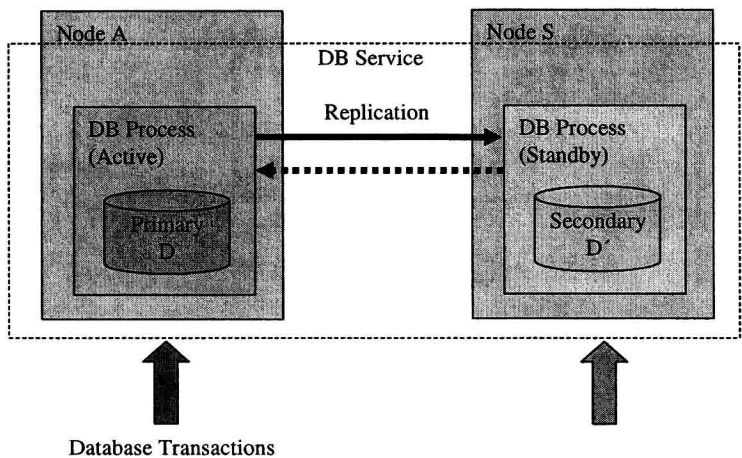 Node A
Node S
DB Service
Replication
DB Process
(Active)
DB Process
(Standby)
Primary
D
Secondary
D´
Database Transactions